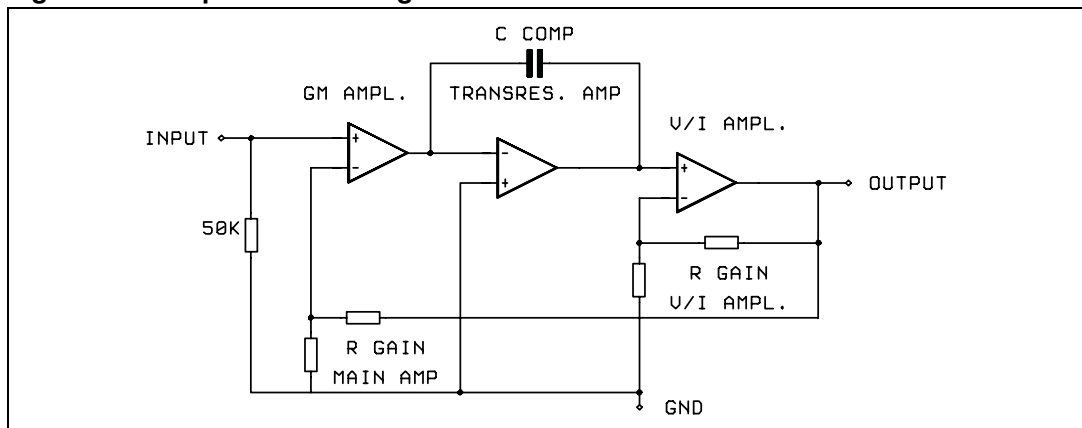 C COMP
GM AMPL.
TRANSRES. AMP
V/I AMPL.
INPUT
+
-
-
+
+
-
OUTPUT
50K
R GAIN
V/I AMPL.
R GAIN
MAIN AMP
GND